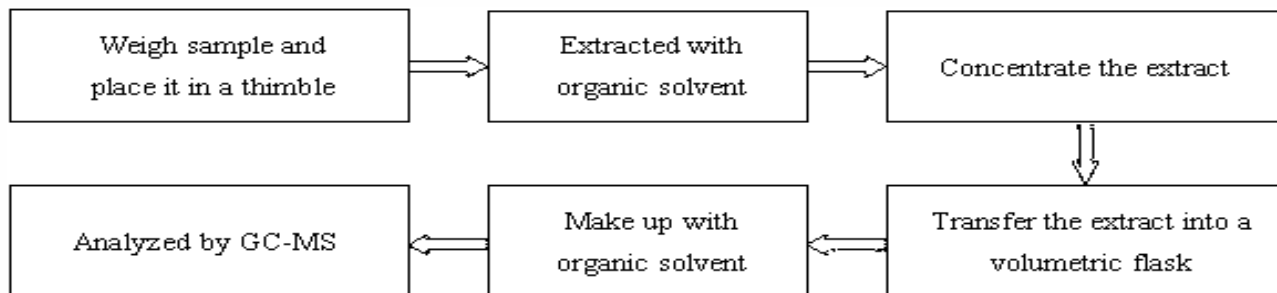 Weigh sample and
place it in a thimble
Extracted with
organic solvent
Concentrate the extract
Transfer the extract into a
volumetric flask
Make up with
organic solvent
Analyzed by GC-MS